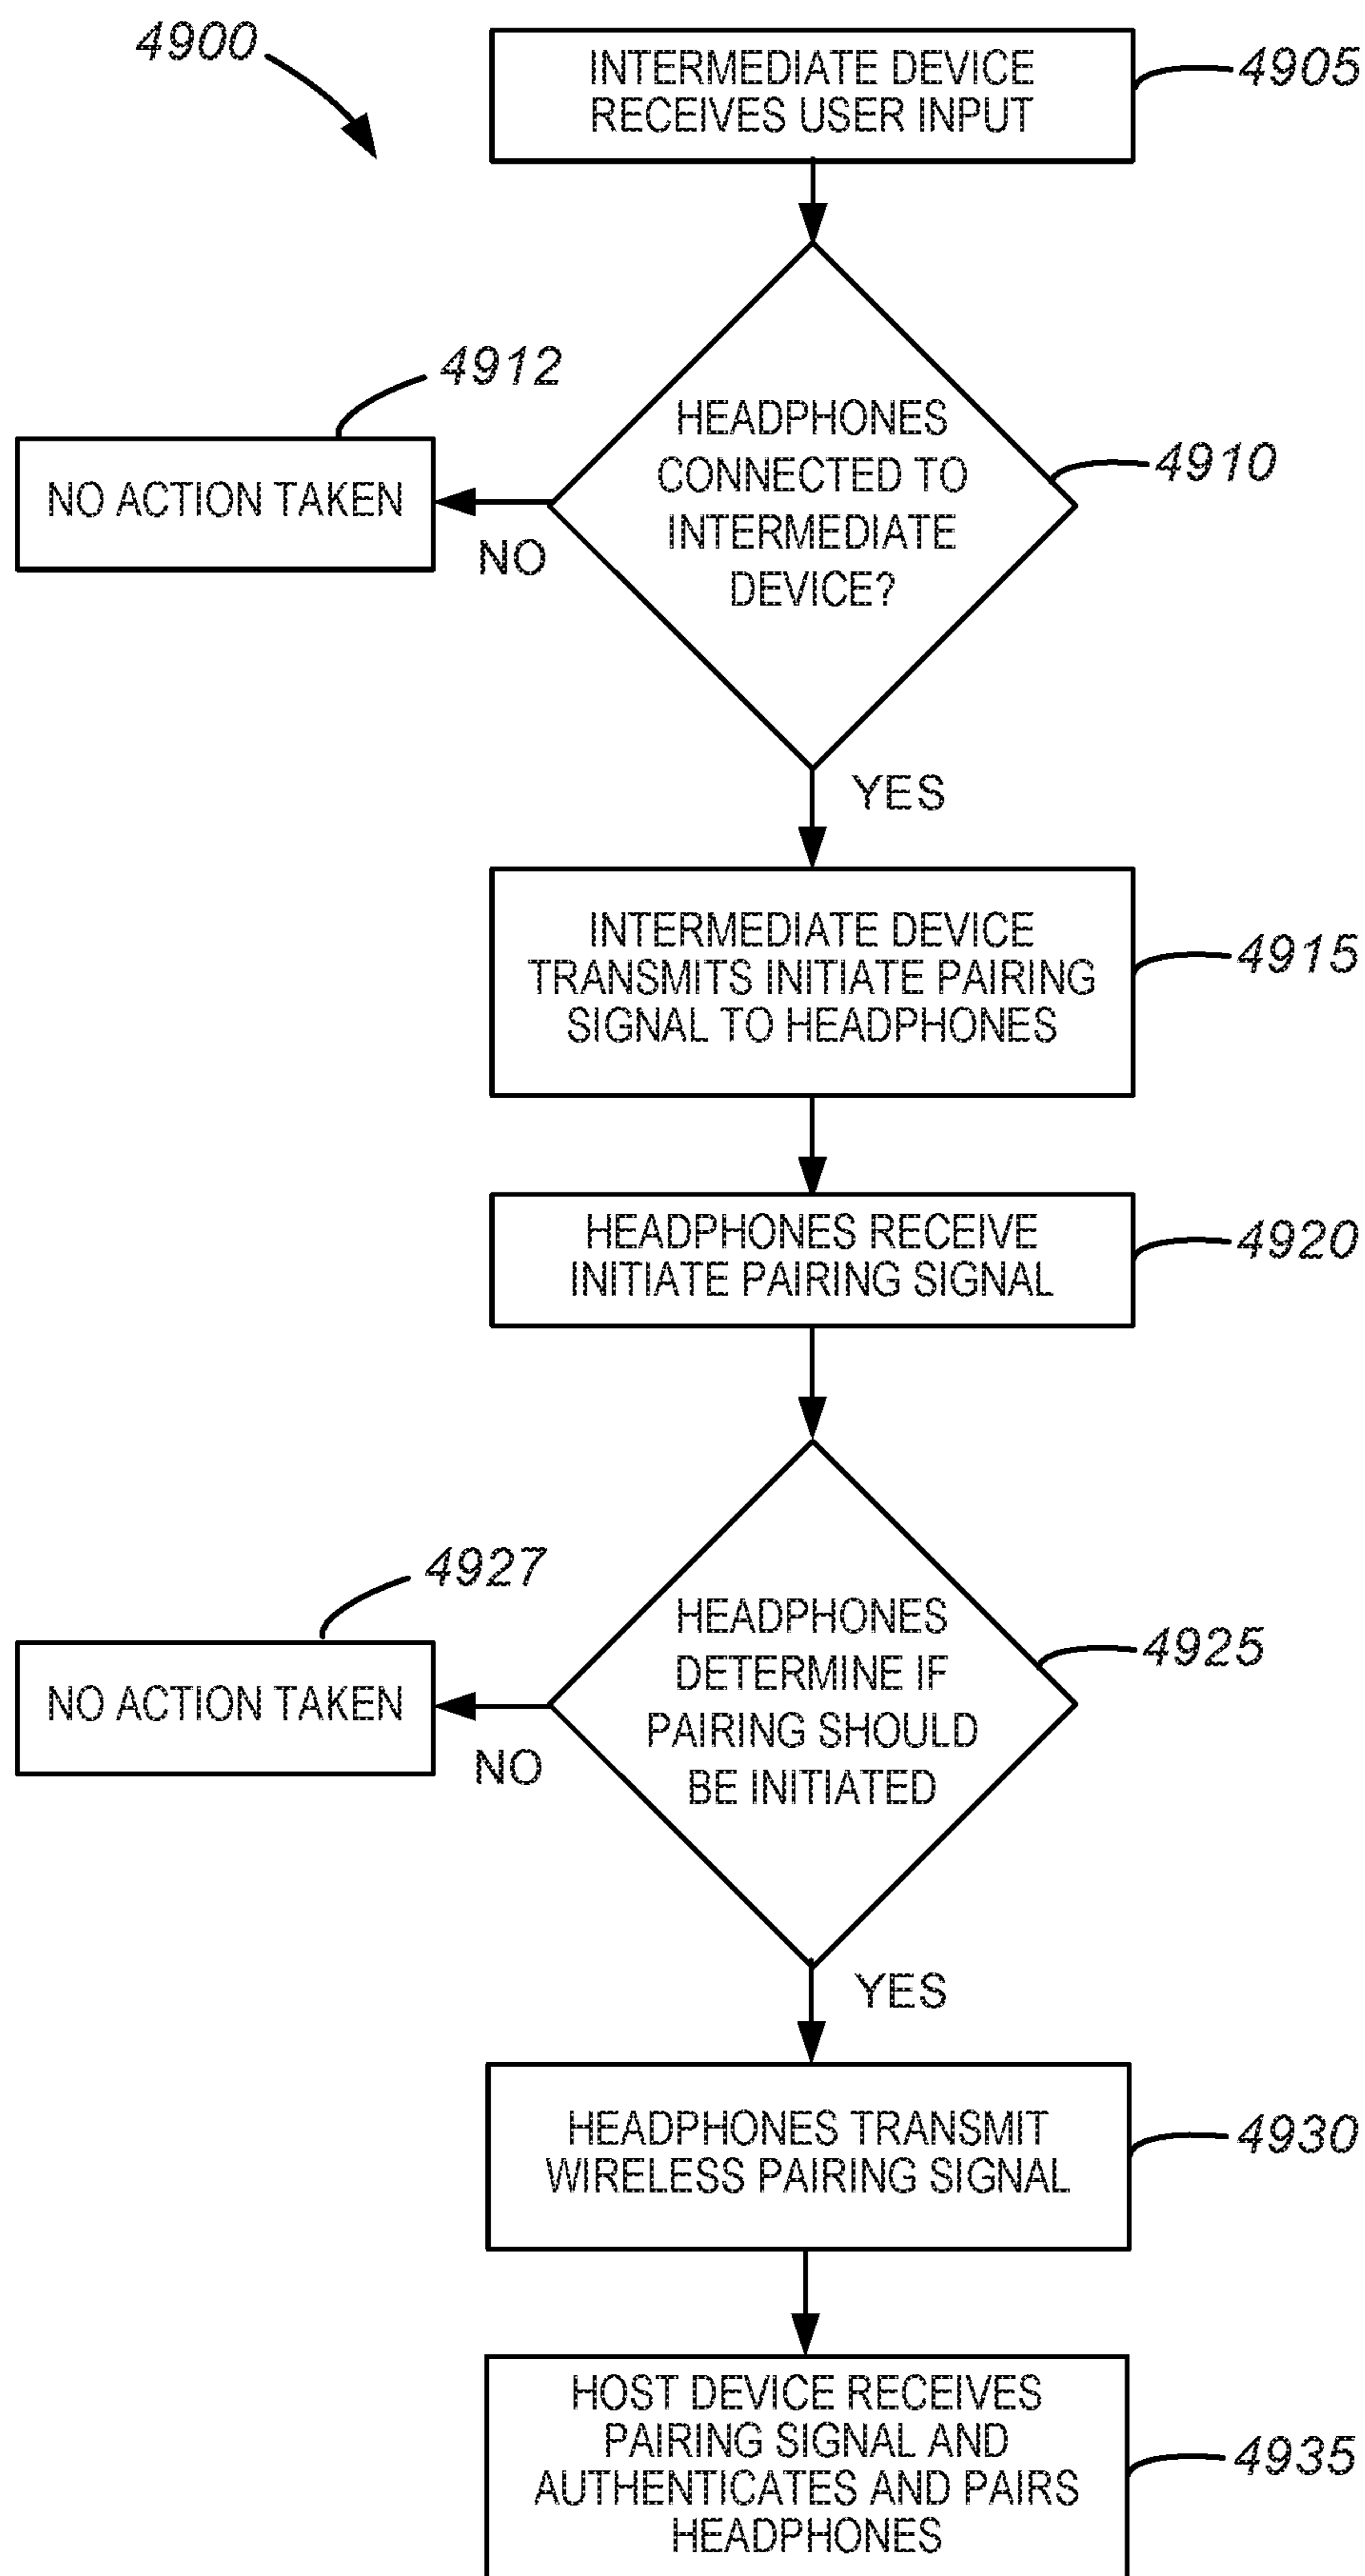 4900
INTERMEDIATE DEVICE
RECEIVES USER INPUT
4905
4912
NO ACTION TAKEN
NO
HEADPHONES
CONNECTED TO
INTERMEDIATE
DEVICE?
4910
YES
INTERMEDIATE DEVICE
TRANSMITS INITIATE PAIRING
SIGNAL TO HEADPHONES
4915
HEADPHONES RECEIVE
INITIATE PAIRING SIGNAL
4920
4927
NO ACTION TAKEN
NO
HEADPHONES
DETERMINE IF
PAIRING SHOULD
BE INITIATED
4925
YES
HEADPHONES TRANSMIT
WIRELESS PAIRING SIGNAL
4930
HOST DEVICE RECEIVES
PAIRING SIGNAL AND
AUTHENTICATES AND PAIRS
HEADPHONES
4935